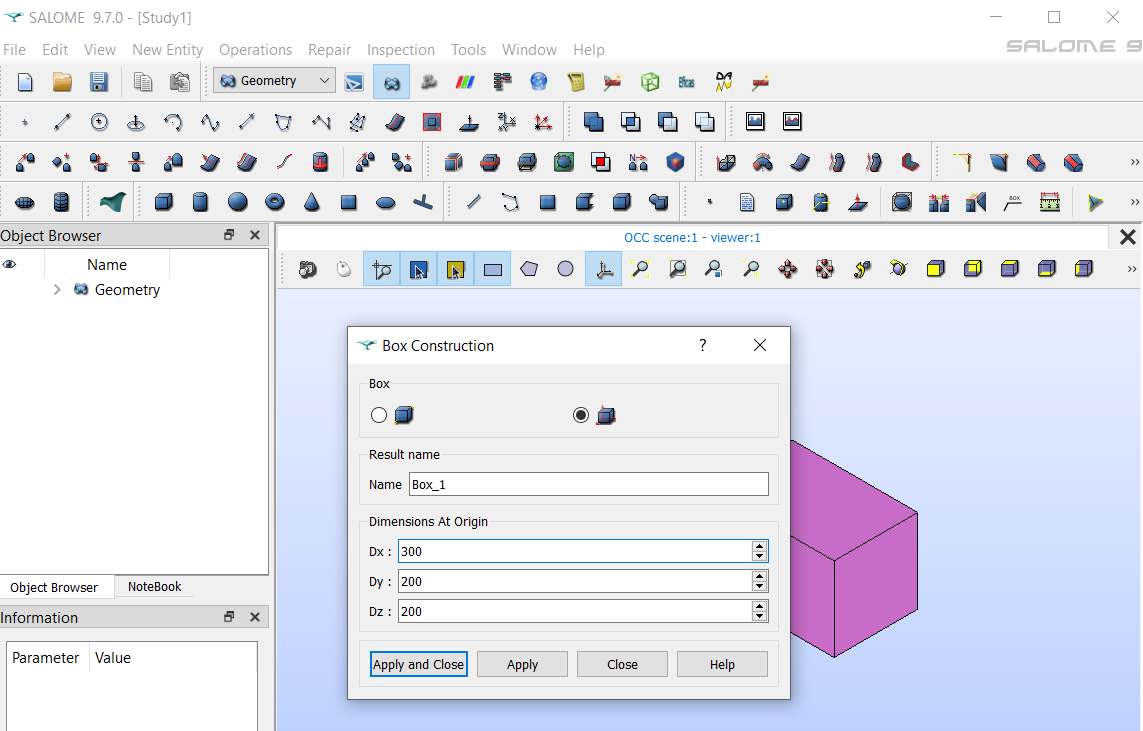 SALOME 9.7.0 - [Study1]
File Edit View New Entity Operations Repair Inspection Tools Window Help
SALOME 9
Geometry
Eficas
BOX
Object Browser
OCC scene:1 - viewer:1
Name
Geometry
Box Construction
?
Box
Result name
Name Box_1
Dimensions At Origin
Dx : 300
Dy : 200
Dz : 200
Apply and Close Apply Close Help
Object Browser NoteBook
Information
Parameter Value